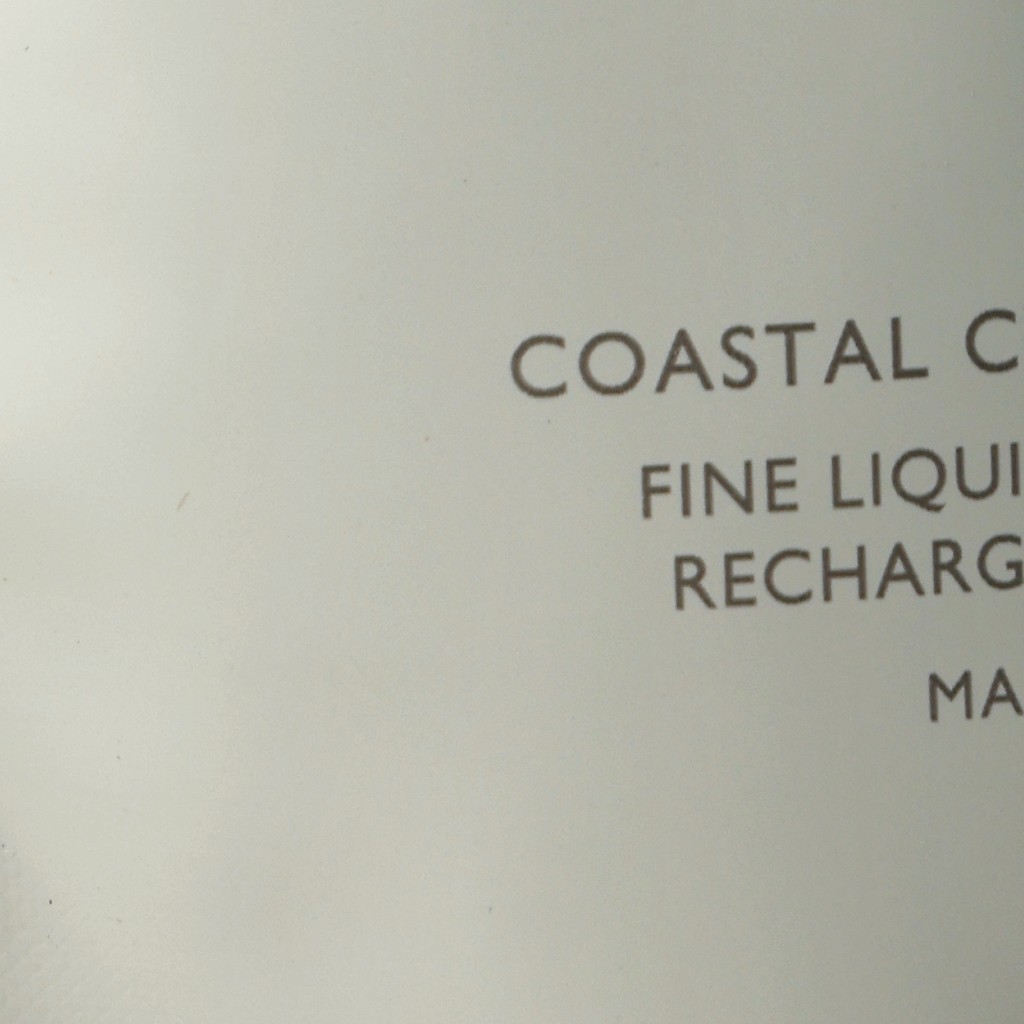 COASTAL C
FINE LIQUI
RECHARG
MA